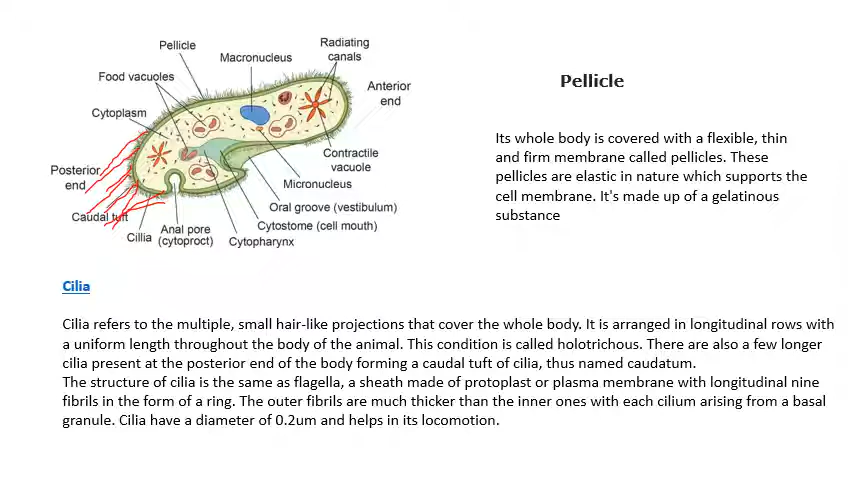 Pellicle
Radiating
canals
Macronucleus
Food vacuoles
Anterior
end
Cytoplasm
Contractile
vacuole
Posterior
end
Micronucleus
Oral groove (vestibulum)
Caudal tuft
Cytostome (cell mouth)
Cillia
Anal pore
(cytoproct)
Cytopharynx
Pellicle
Its whole body is covered with a flexible, thin
and firm membrane called pellicles. These
pellicles are elastic in nature which supports the
cell membrane. It's made up of a gelatinous
substance
Cilia
Cilia refers to the multiple, small hair-like projections that cover the whole body. It is arranged in longitudinal rows with
a uniform length throughout the body of the animal. This condition is called holotrichous. There are also a few longer
cilia present at the posterior end of the body forming a caudal tuft of cilia, thus named caudatum.
The structure of cilia is the same as flagella, a sheath made of protoplast or plasma membrane with longitudinal nine
fibrils in the form of a ring. The outer fibrils are much thicker than the inner ones with each cilium arising from a basal
granule. Cilia have a diameter of 0.2um and helps in its locomotion.